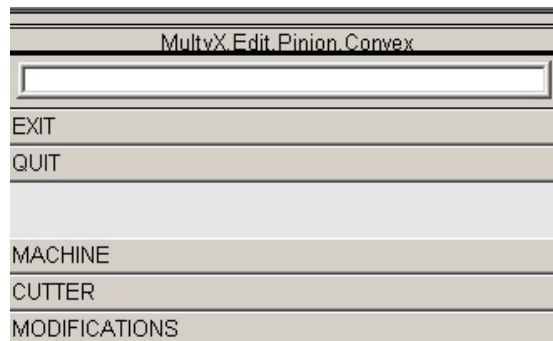 MultyX.Edit.Pinion.Convex
EXIT
QUIT
MACHINE
CUTTER
MODIFICATIONS